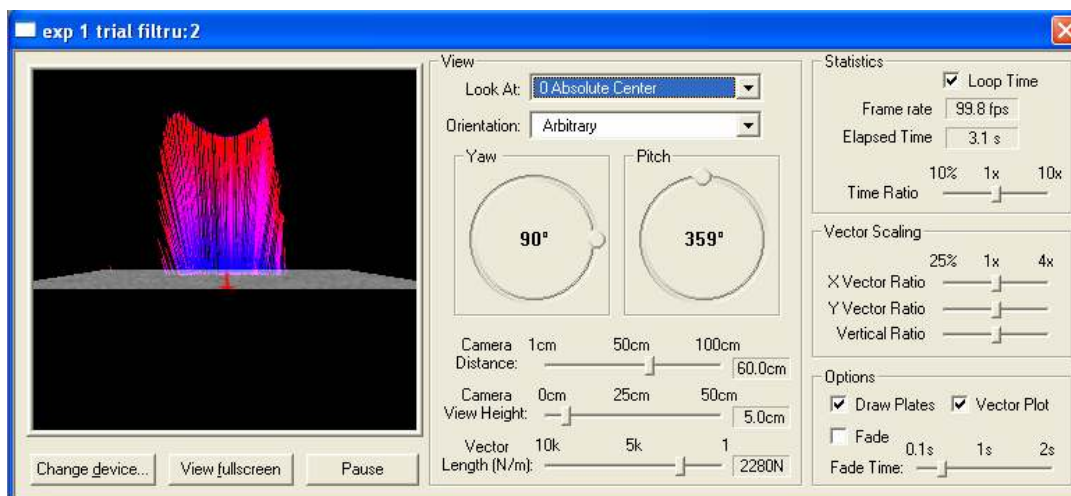 exp 1 trial filtru:2
View
Look At: 0 Absolute Center
Orientation: Arbitrary
Yaw
90°
Pitch
359°
Camera Distance: 1cm 50cm 100cm
60.0cm
Camera View Height: 0cm 25cm 50cm
5.0cm
Vector Length (N/m): 10k 5k 1
2280N
Statistics
Loop Time
Frame rate 99.8 fps
Elapsed Time 3.1 s
10% 1x 10x
Time Ratio
Vector Scaling
25% 1x 4x
X Vector Ratio
Y Vector Ratio
Vertical Ratio
Options
Draw Plates Vector Plot
Fade
0.1s 1s 2s
Fade Time:
Change device... View fullscreen Pause